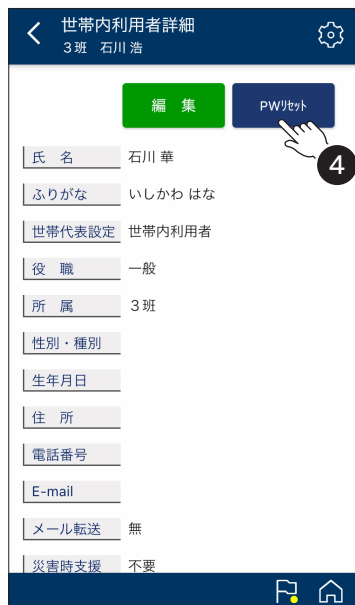 世帯内利用者詳細
３班 石川 浩
編 集
PWﾘｾｯﾄ
4
氏 名 石川 華
ふりがな いしかわ はな
世帯代表設定 世帯内利用者
役 職 一般
所 属 ３班
性別・種別
生年月日
住 所
電話番号
E-mail
メール転送 無
災害時支援 不要